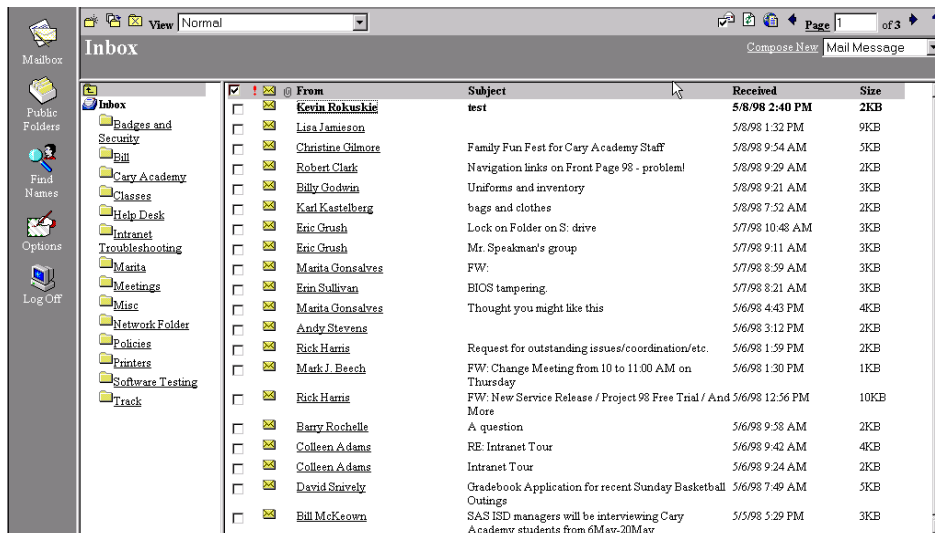 View Normal Page 1 of 3
Inbox
Compose New Mail Message
Mailbox
Public
Folders
Find
Names
Options
Log Off
Inbox
Badges and
Security
Bill
Cary Academy
Classes
Help Desk
Intranet
Troubleshooting
Marita
Meetings
Misc
Network Folder
Policies
Printers
Software Testing
Track
! From Subject Received Size
Kevin Rokuskie test 5/8/98 2:40 PM 2KB
Lisa Jamieson 5/8/98 1:32 PM 9KB
Christine Gilmore Family Fun Fest for Cary Academy Staff 5/8/98 9:54 AM 5KB
Robert Clark Navigation links on Front Page 98 - problem! 5/8/98 9:29 AM 2KB
Billy Godwin Uniforms and inventory 5/8/98 9:21 AM 3KB
Karl Kastelberg bags and clothes 5/8/98 7:52 AM 2KB
Eric Grush Lock on Folder on S: drive 5/7/98 10:48 AM 3KB
Eric Grush Mr. Speakman's group 5/7/98 9:11 AM 3KB
Marita Gonsalves FW: 5/7/98 8:59 AM 3KB
Erin Sullivan BIOS tampering. 5/7/98 8:21 AM 3KB
Marita Gonsalves Thought you might like this 5/6/98 4:43 PM 4KB
Andy Stevens 5/6/98 3:12 PM 2KB
Rick Harris Request for outstanding issues/coordination/etc. 5/6/98 1:59 PM 2KB
Mark J. Beech FW: Change Meeting from 10 to 11:00 AM on 5/6/98 1:30 PM 1KB
Thursday
Rick Harris FW: New Service Release / Project 98 Free Trial / And 5/6/98 12:56 PM 10KB
More
Barry Rochelle A question 5/6/98 9:58 AM 2KB
Colleen Adams RE: Intranet Tour 5/6/98 9:42 AM 4KB
Colleen Adams Intranet Tour 5/6/98 9:24 AM 2KB
David Snively Gradebook Application for recent Sunday Basketball 5/6/98 7:49 AM 5KB
Outings
Bill McKeown SAS ISD managers will be interviewing Cary 5/5/98 5:29 PM 3KB
Academy students from 6May-20May